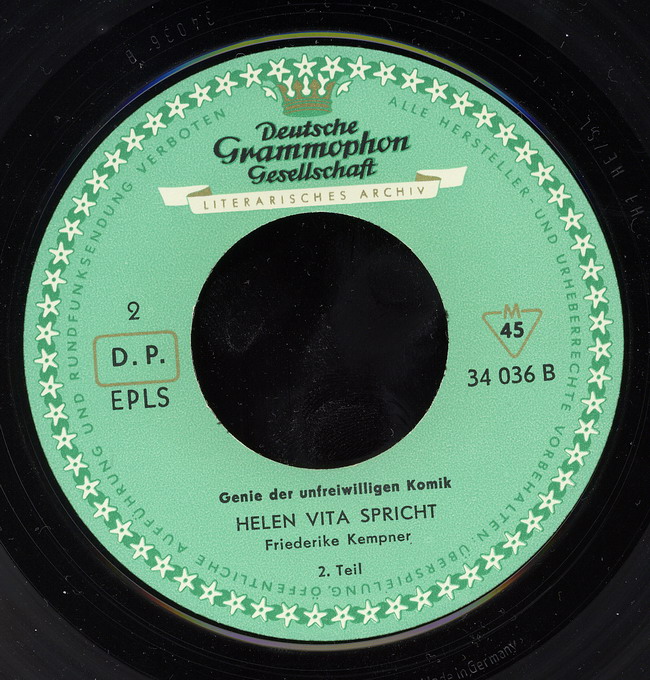 34036 B
Deutsche
Grammophon
Gesellschaft
LITERARISCHES ARCHIV
ALLE HERSTELLER- UND URHEBERRECHTE VORBEHALTEN: ÜBERSPIELUNG, ÖFFENTLICHE AUFFÜHRUNG UND RUNDFUNKSENDUNG VERBOTEN
2
D. P.
EPLS
M
45
34 036 B
Genie der unfreiwilligen Komik
HELEN VITA SPRICHT
Friederike Kempner
2. Teil
Made in Germany